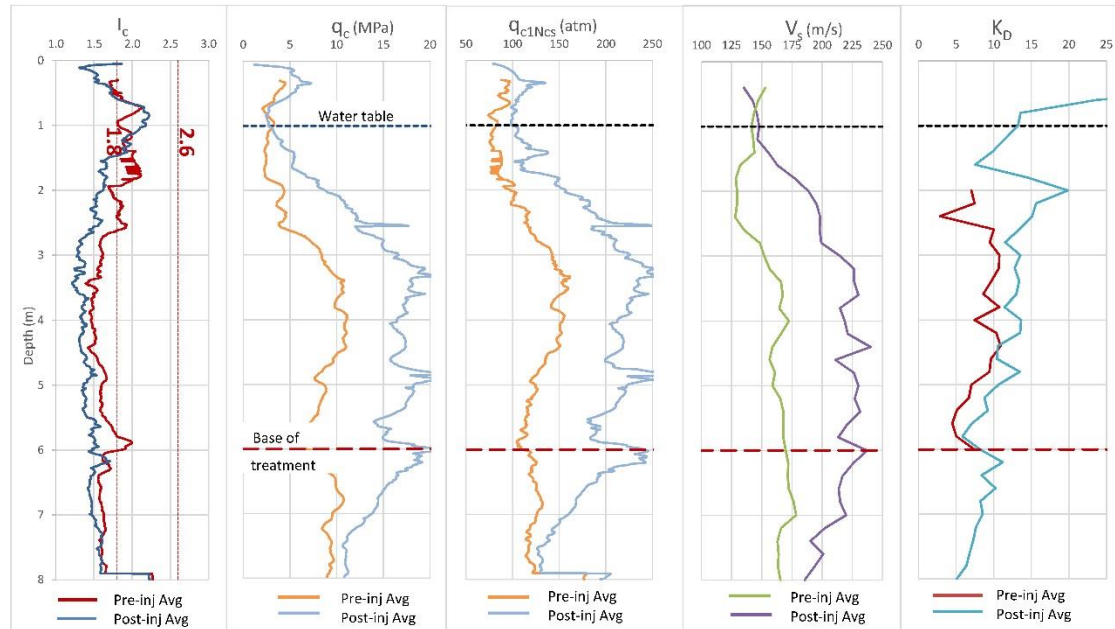 Ic
1.0 1.5 2.0 2.5 3.0
qc (MPa)
0 5 10 15 20
qc1Ncs (atm)
50 100 150 200 250
Vs (m/s)
100 150 200 225 250
KD
0 5 10 15 20 25
Depth (m)
0
1
2
3
4
5
6
7
8
1.8
2.6
Water table
Base of
treatment
Pre-inj Avg
Post-inj Avg
Pre-inj Avg
Post-inj Avg
Pre-inj Avg
Post-inj Avg
Pre-inj Avg
Post-inj Avg
Pre-inj Avg
Post-inj Avg